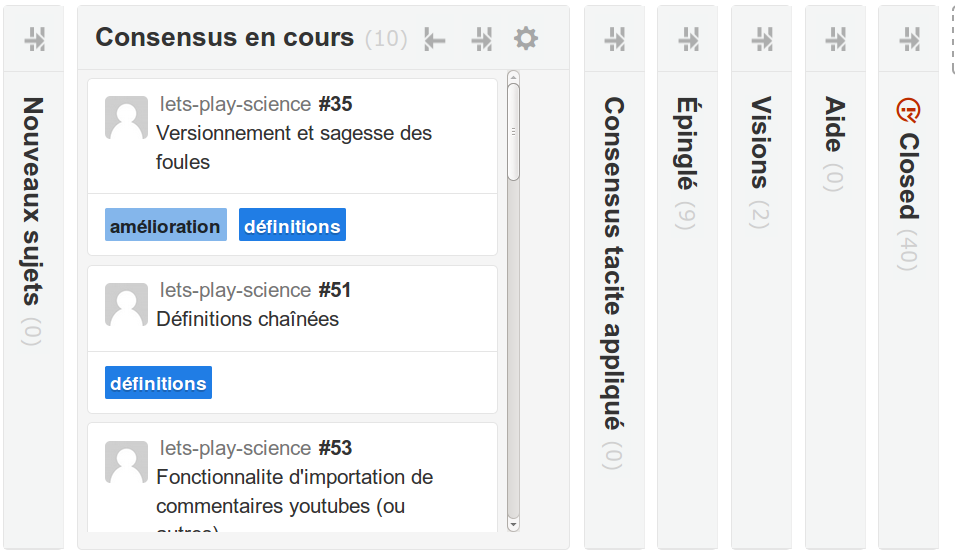 Nouveaux sujets (0)
Consensus en cours (10)
lets-play-science #35
Versionnement et sagesse des
foules
amélioration définitions
lets-play-science #51
Définitions chaînées
définitions
lets-play-science #53
Fonctionnalite d'importation de
commentaires youtubes (ou
autres)
Consensus tacite appliqué (0)
Épinglé (9)
Visions (2)
Aide (0)
Closed (40)